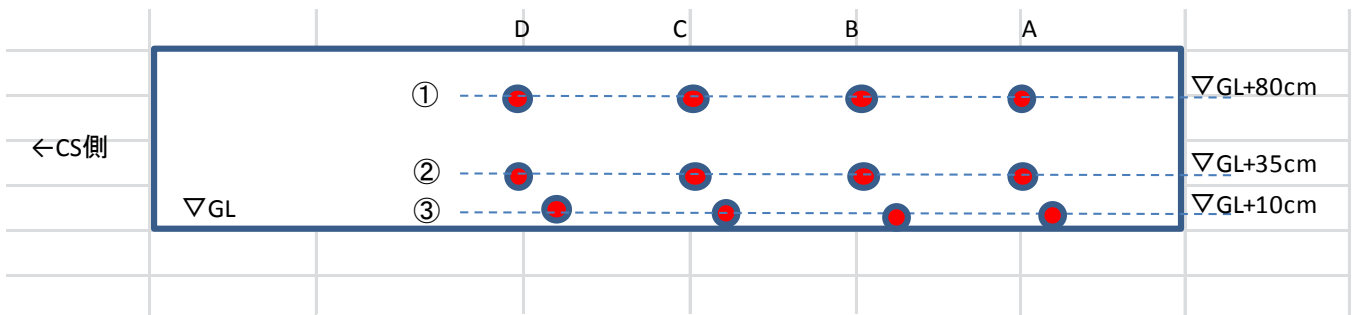 D C B A
① ▽GL+80cm
←CS側
② ▽GL+35cm
▽GL ③ ▽GL+10cm